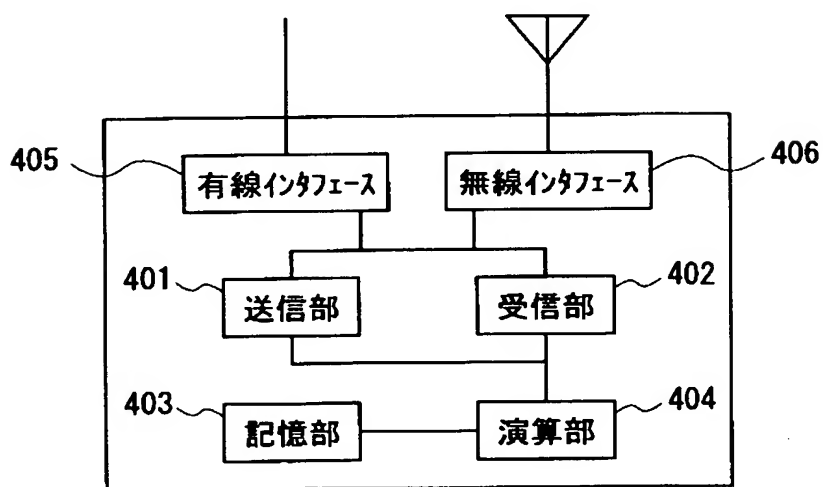 405
有線インタフェース
無線インタフェース
406
401
送信部
受信部
402
403
記憶部
演算部
404